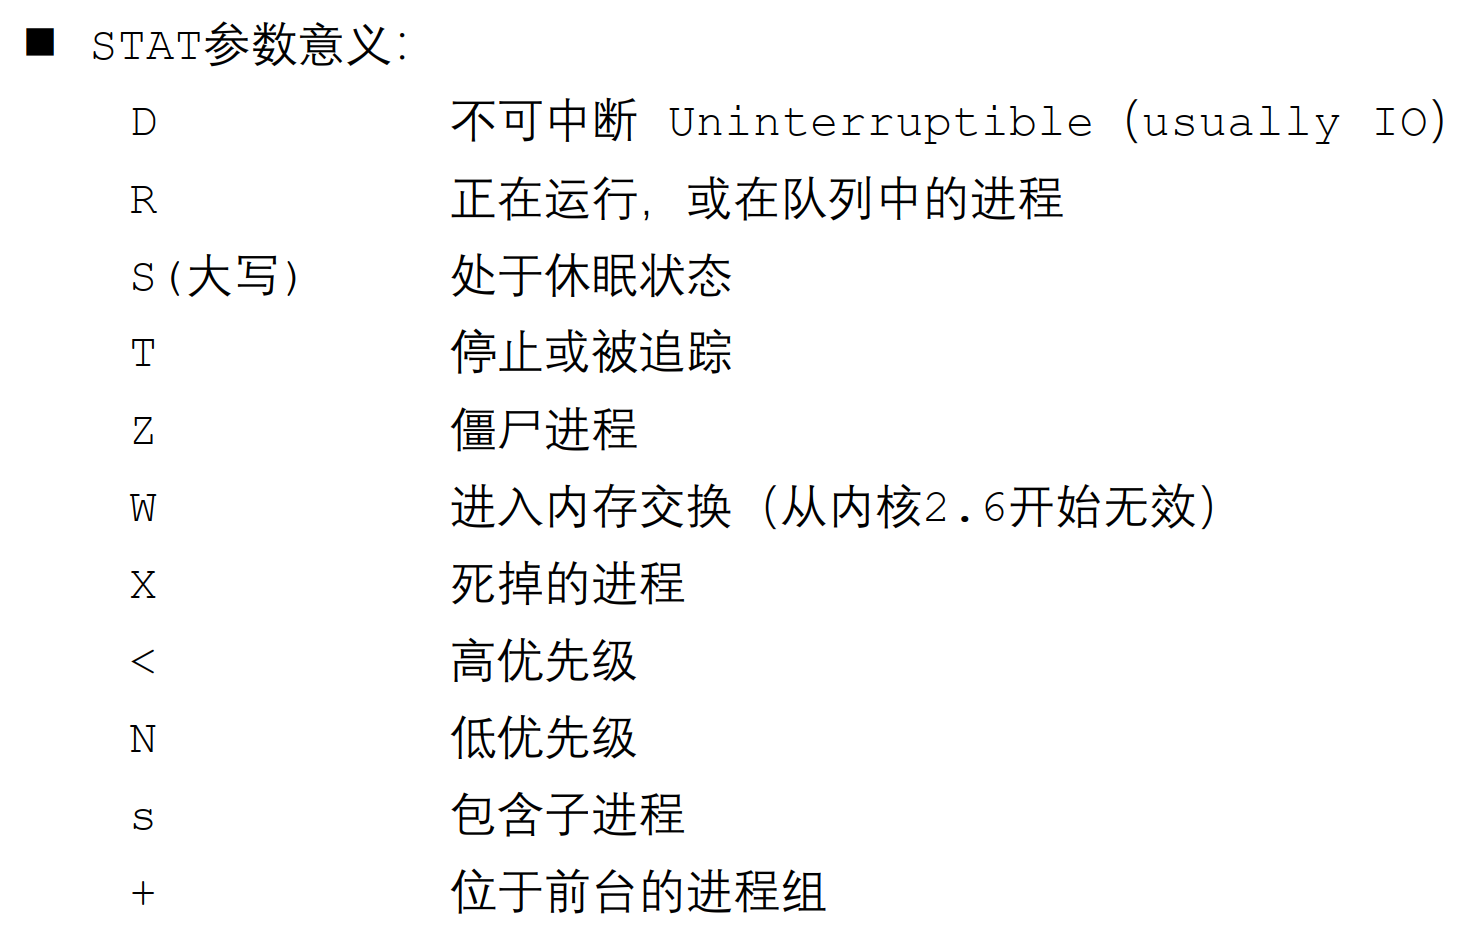 ■ STAT参数意义：
D 不可中断 Uninterruptible（usually IO）
R 正在运行，或在队列中的进程
S(大写) 处于休眠状态
T 停止或被追踪
Z 僵尸进程
W 进入内存交换（从内核2.6开始无效）
X 死掉的进程
< 高优先级
N 低优先级
s 包含子进程
+ 位于前台的进程组